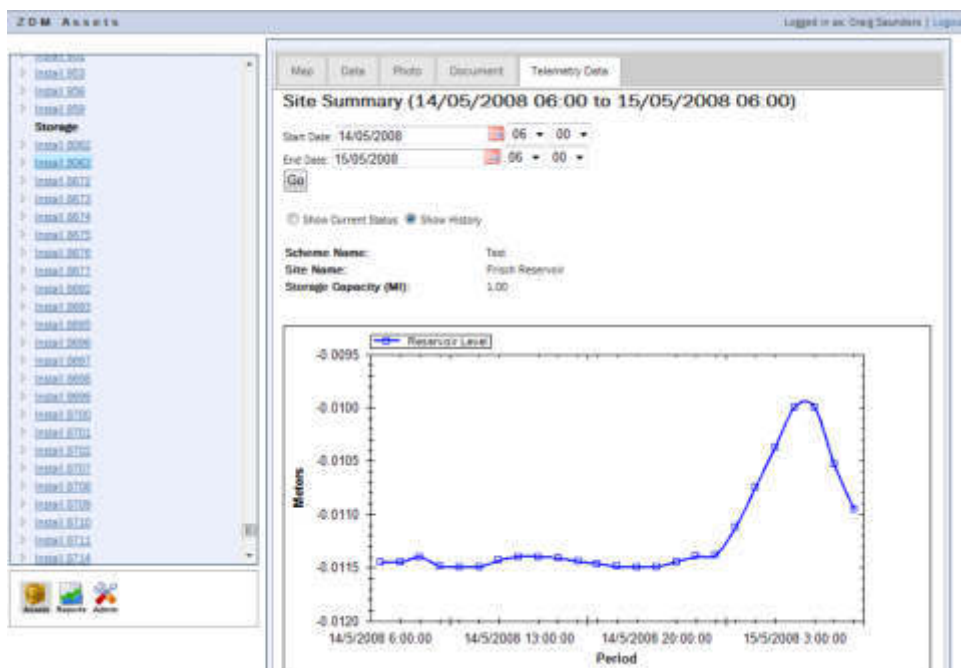 ZDM Assets
Logged in as: Craig Saunders | Logout
Install 953
Install 956
Install 959
Storage
Install 8062
Install 8063
Install 8672
Install 8673
Install 8674
Install 8675
Install 8676
Install 8677
Install 8692
Install 8693
Install 8695
Install 8696
Install 8697
Install 8698
Install 8699
Install 8700
Install 8701
Install 8702
Install 8707
Install 8708
Install 8709
Install 8710
Install 8711
Install 8714
Assets Reports Admin
Map Data Photo Document Telemetry Data
Site Summary (14/05/2008 06:00 to 15/05/2008 06:00)
Start Date: 14/05/2008 06 00
End Date: 15/05/2008 06 00
Go
Show Current Status Show History
Scheme Name: Test
Site Name: Frisch Reservoir
Storage Capacity (Ml): 1.00
Reservoir Level
-0.0095
-0.0100
-0.0105
-0.0110
-0.0115
-0.0120
Meters
14/5/2008 6:00:00 14/5/2008 13:00:00 14/5/2008 20:00:00 15/5/2008 3:00:00
Period